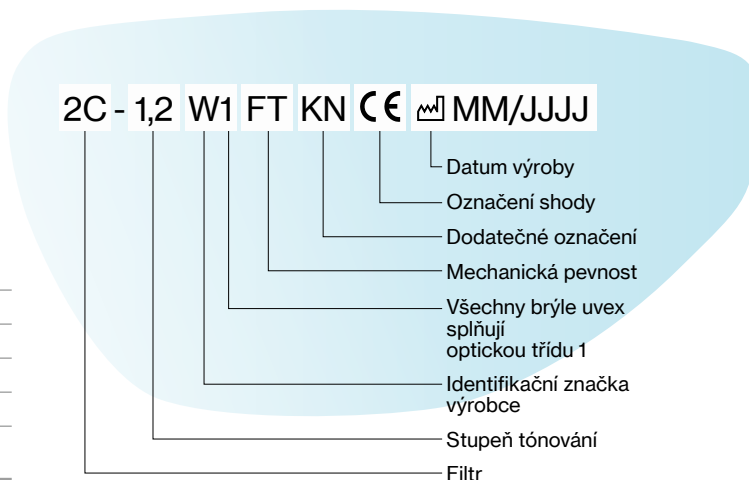 2C - 1,2 W1 FT KN CE MM/JJJJ
Datum výroby
Označení shody
Dodatečné označení
Mechanická pevnost
Všechny brýle uvex
splňují
optickou třídu 1
Identifikační značka
výrobce
Stupeň tónování
Filtr